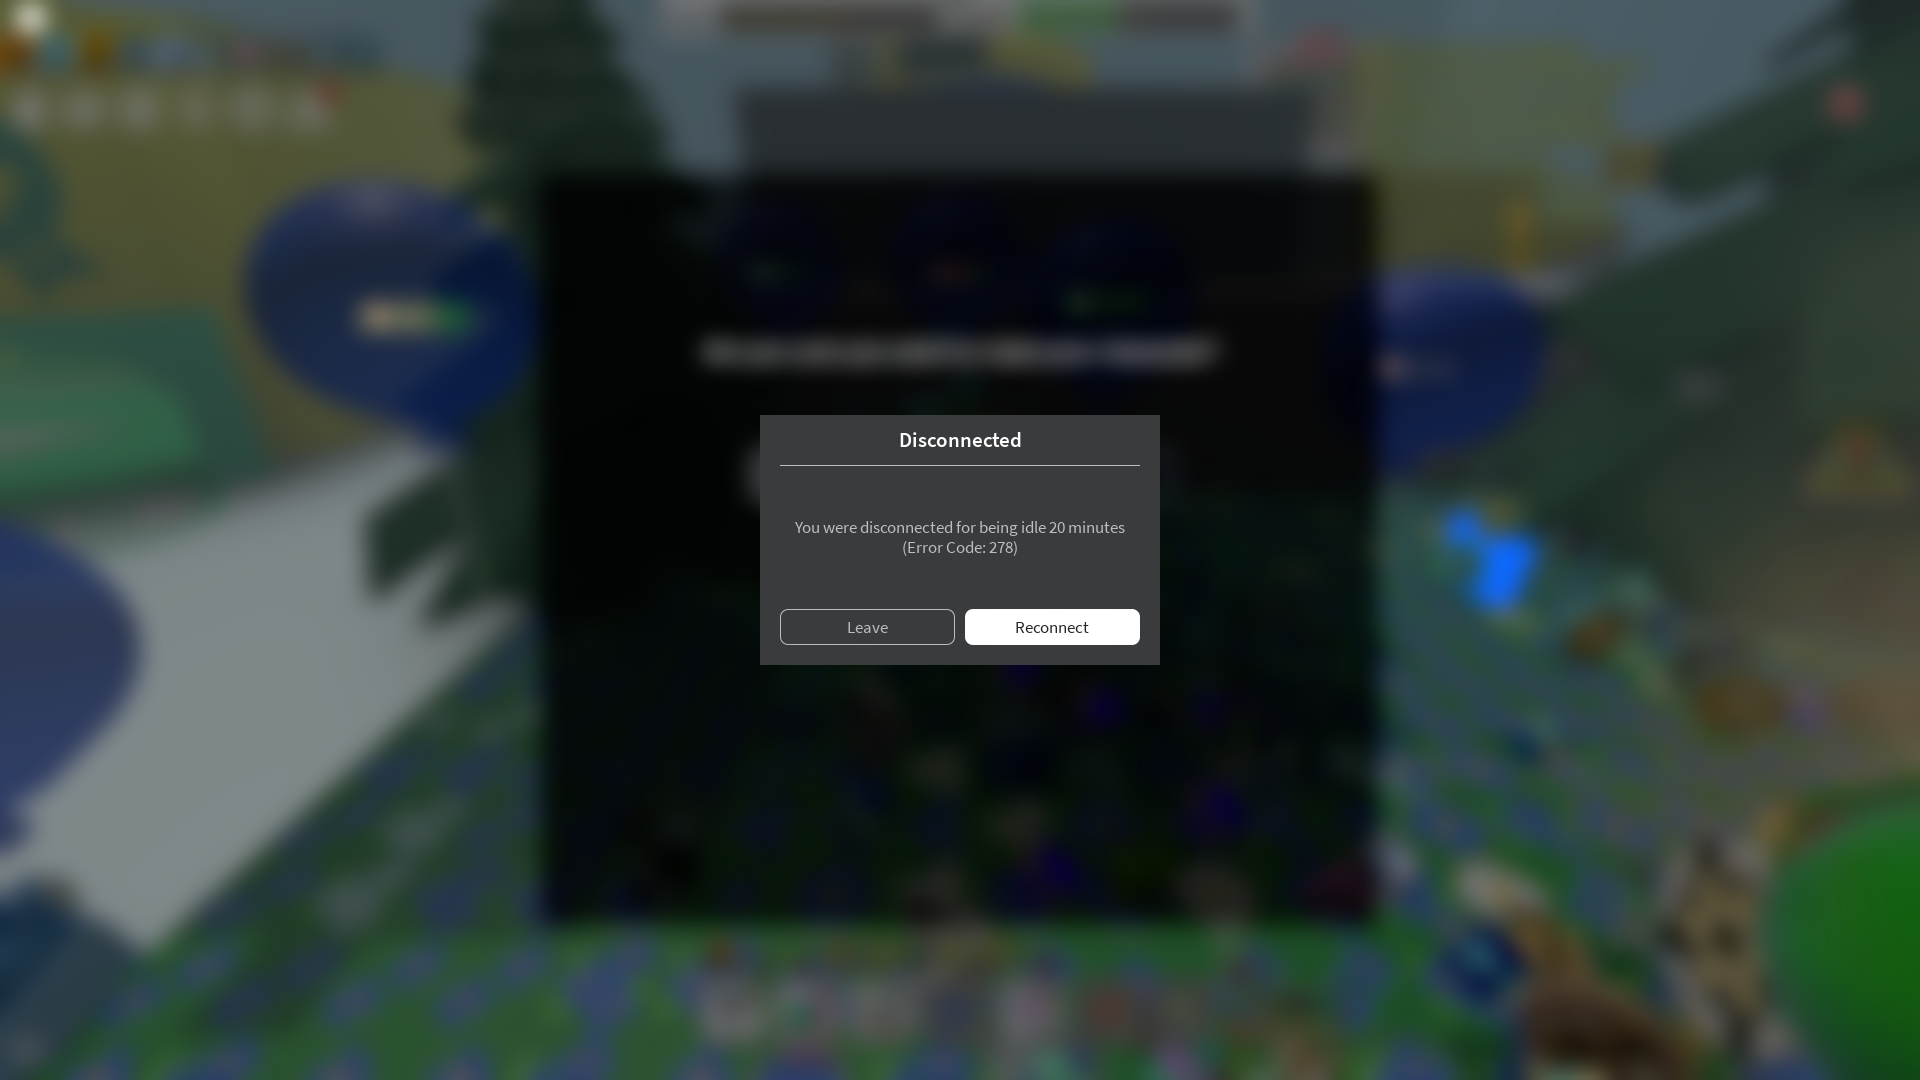 Disconnected
You were disconnected for being idle 20 minutes
(Error Code: 278)
Leave
Reconnect